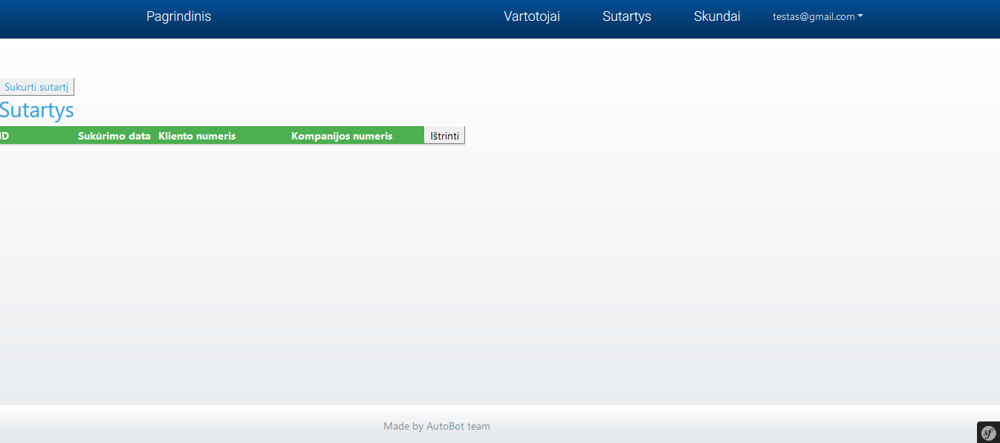 Pagrindinis Vartotojai Sutartys Skundai testas@gmail.com
Sukurti sutartį
Sutartys
ID Sukūrimo data Kliento numeris Kompanijos numeris Ištrinti
Made by AutoBot team
sf